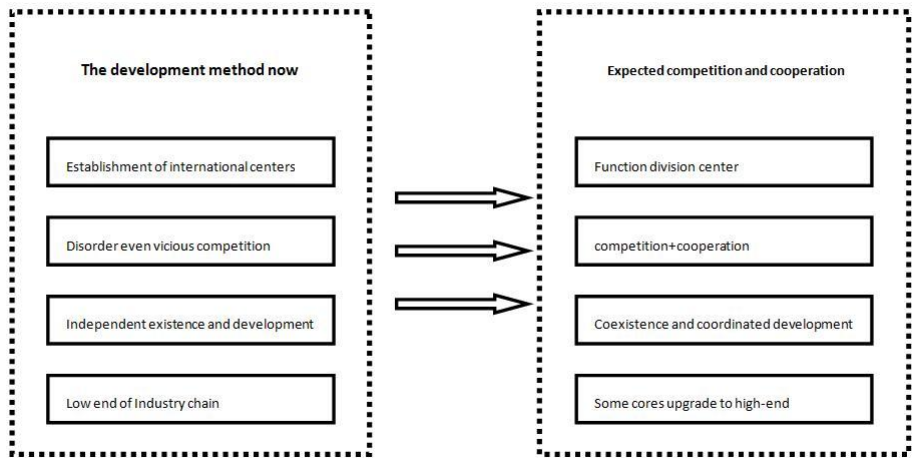 The development method now
Establishment of international centers
Disorder even vicious competition
Independent existence and development
Low end of Industry chain
Expected competition and cooperation
Function division center
competition+cooperation
Coexistence and coordinated development
Some cores upgrade to high-end